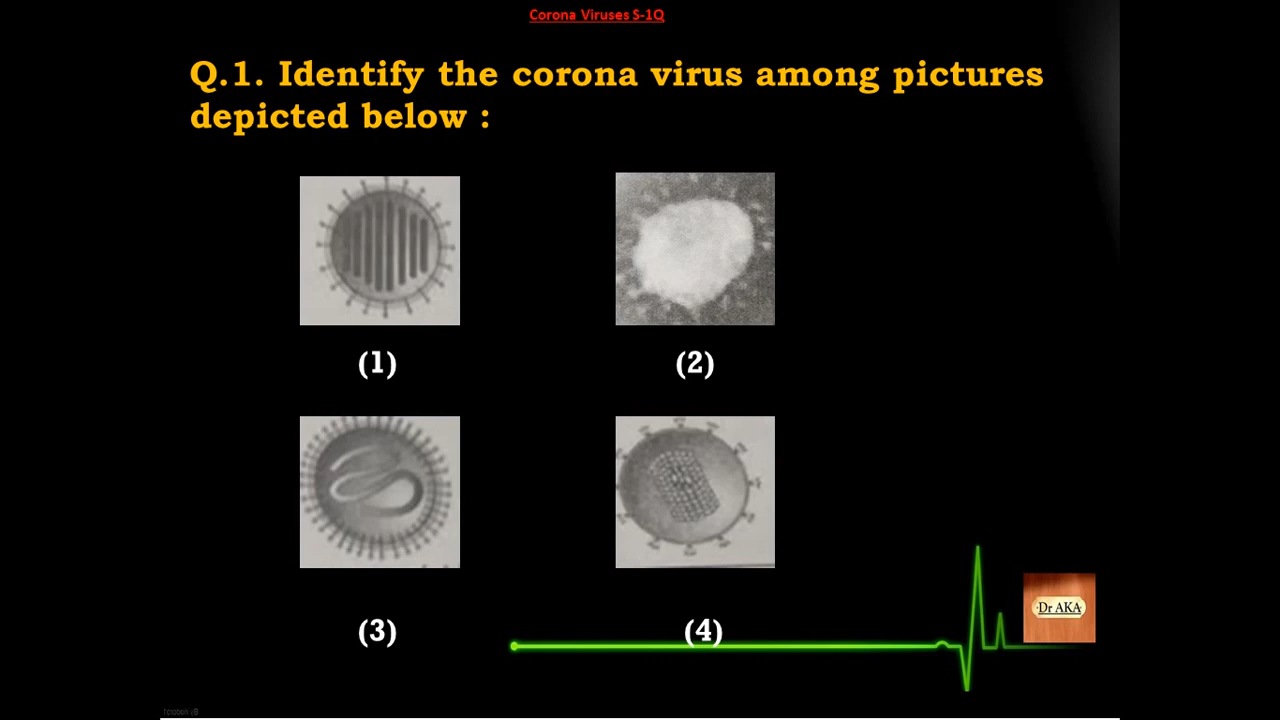 Corona Viruses S-1Q
Q.1. Identify the corona virus among pictures
depicted below :
(1)
(2)
(3)
(4)
Dr AKA